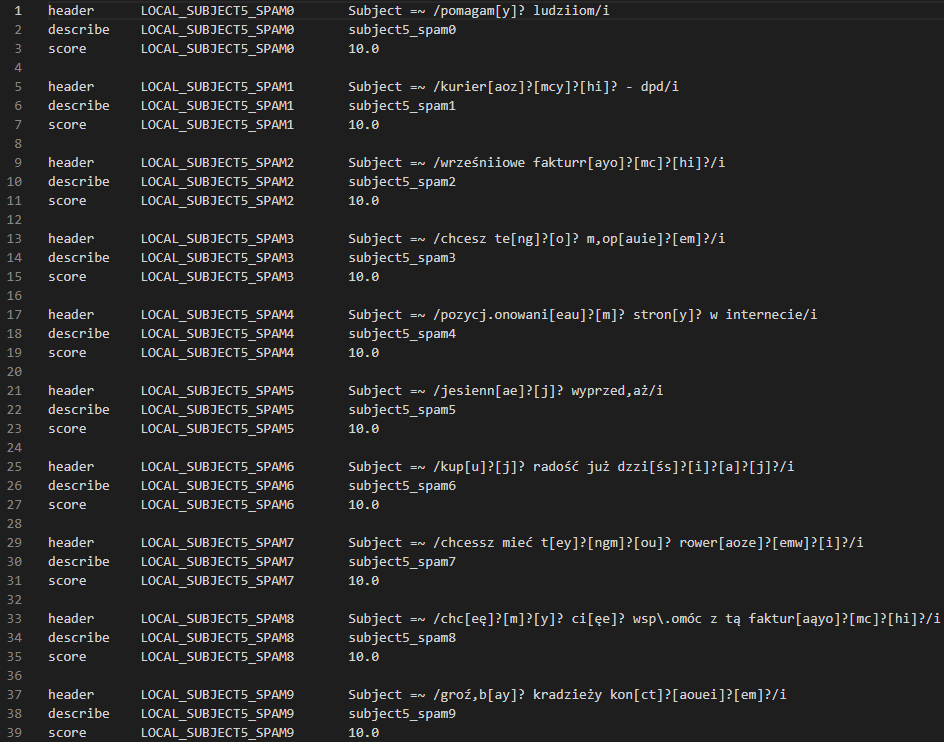 1 header LOCAL_SUBJECT5_SPAM0 Subject =~ /pomagam[y]? ludziiom/i
2 describe LOCAL_SUBJECT5_SPAM0 subject5_spam0
3 score LOCAL_SUBJECT5_SPAM0 10.0
4
5 header LOCAL_SUBJECT5_SPAM1 Subject =~ /kurier[aoz]?[mcy]?[hi]? - dpd/i
6 describe LOCAL_SUBJECT5_SPAM1 subject5_spam1
7 score LOCAL_SUBJECT5_SPAM1 10.0
8
9 header LOCAL_SUBJECT5_SPAM2 Subject =~ /wrześniiowe fakturr[ayo]?[mc]?[hi]?/i
10 describe LOCAL_SUBJECT5_SPAM2 subject5_spam2
11 score LOCAL_SUBJECT5_SPAM2 10.0
12
13 header LOCAL_SUBJECT5_SPAM3 Subject =~ /chcesz te[ng]?[o]? m,op[auie]?[em]?/i
14 describe LOCAL_SUBJECT5_SPAM3 subject5_spam3
15 score LOCAL_SUBJECT5_SPAM3 10.0
16
17 header LOCAL_SUBJECT5_SPAM4 Subject =~ /pozycj.onowani[eau]?[m]? stron[y]? w internecie/i
18 describe LOCAL_SUBJECT5_SPAM4 subject5_spam4
19 score LOCAL_SUBJECT5_SPAM4 10.0
20
21 header LOCAL_SUBJECT5_SPAM5 Subject =~ /jesienn[ae]?[j]? wyprzed,aż/i
22 describe LOCAL_SUBJECT5_SPAM5 subject5_spam5
23 score LOCAL_SUBJECT5_SPAM5 10.0
24
25 header LOCAL_SUBJECT5_SPAM6 Subject =~ /kup[u]?[j]? radość już dzzi[śs]?[i]?[a]?[j]?/i
26 describe LOCAL_SUBJECT5_SPAM6 subject5_spam6
27 score LOCAL_SUBJECT5_SPAM6 10.0
28
29 header LOCAL_SUBJECT5_SPAM7 Subject =~ /chcessz mieć t[ey]?[ngm]?[ou]? rower[aoze]?[emw]?[i]?/i
30 describe LOCAL_SUBJECT5_SPAM7 subject5_spam7
31 score LOCAL_SUBJECT5_SPAM7 10.0
32
33 header LOCAL_SUBJECT5_SPAM8 Subject =~ /chc[eę]?[m]?[y]? ci[ęe]? wsp\.omóc z tą faktur[aąyo]?[mc]?[hi]?/i
34 describe LOCAL_SUBJECT5_SPAM8 subject5_spam8
35 score LOCAL_SUBJECT5_SPAM8 10.0
36
37 header LOCAL_SUBJECT5_SPAM9 Subject =~ /groź,b[ay]? kradzieży kon[ct]?[aouei]?[em]?/i
38 describe LOCAL_SUBJECT5_SPAM9 subject5_spam9
39 score LOCAL_SUBJECT5_SPAM9 10.0